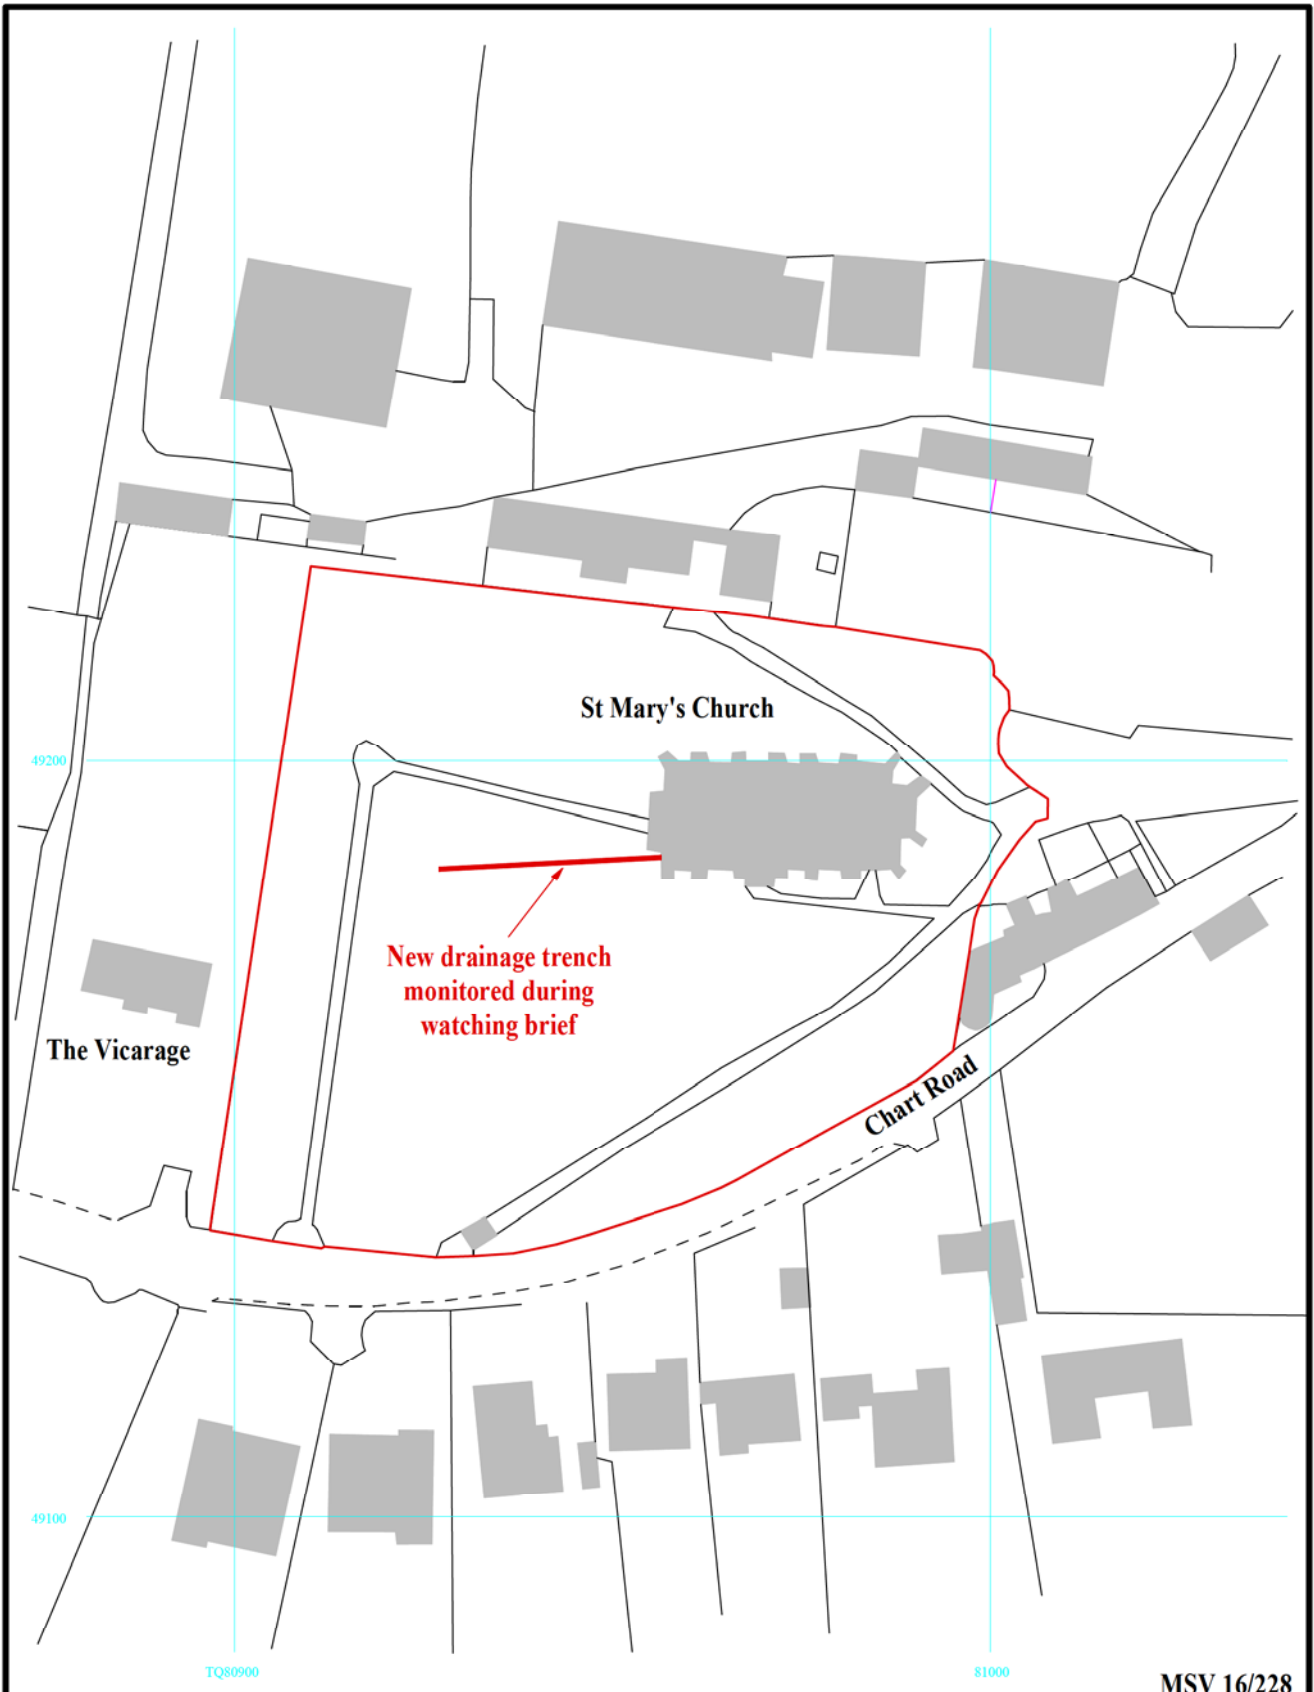 St Mary's Church
49200
New drainage trench
monitored during
watching brief
The Vicarage
Chart Road
49100
TQ80900
81000
MSV 16/228